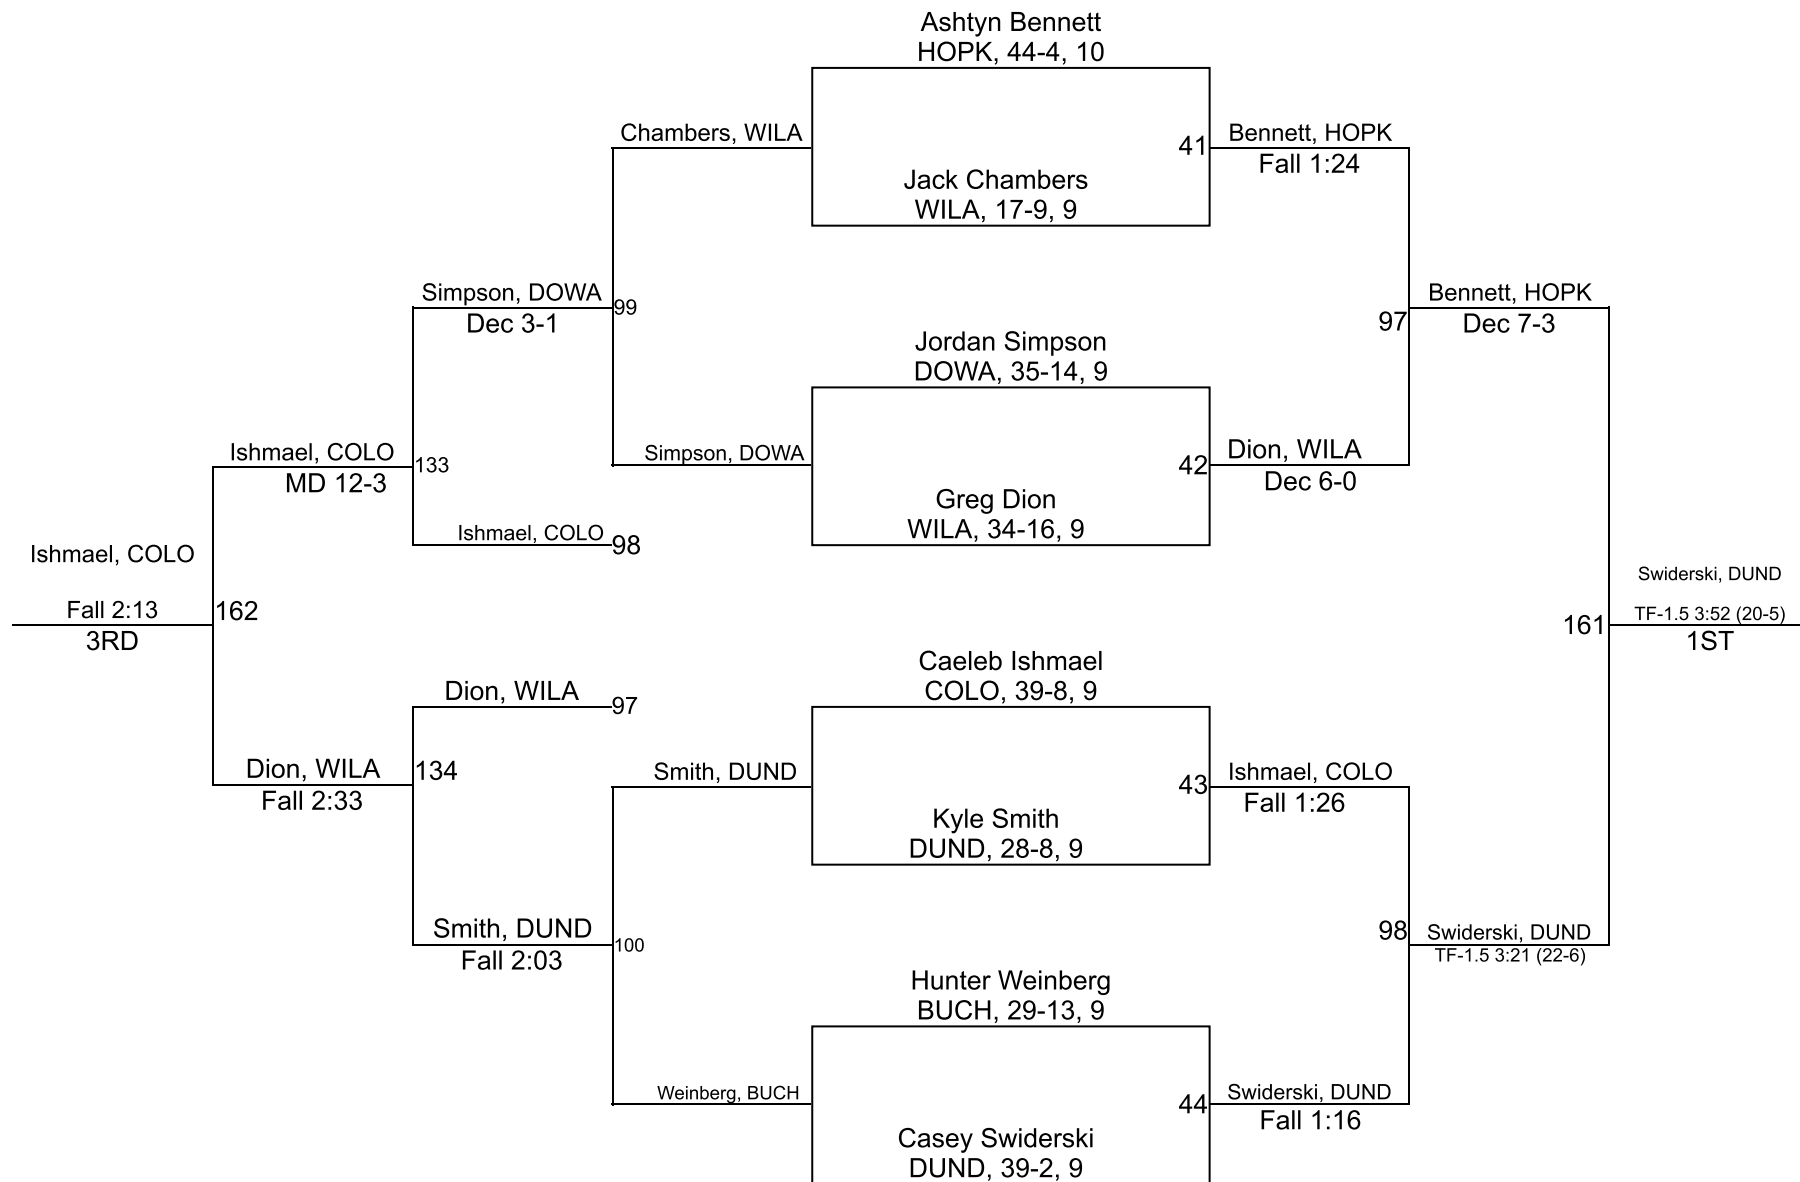 Ashtyn Bennett
HOPK, 44-4, 10
Chambers, WILA
41
Bennett, HOPK
Fall 1:24
Jack Chambers
WILA, 17-9, 9
Simpson, DOWA
Dec 3-1
99
Bennett, HOPK
Dec 7-3
97
Jordan Simpson
DOWA, 35-14, 9
Ishmael, COLO
MD 12-3
133
Simpson, DOWA
42
Dion, WILA
Dec 6-0
Greg Dion
WILA, 34-16, 9
Ishmael, COLO
98
Ishmael, COLO
Fall 2:13
3RD
162
161
Swiderski, DUND
TF-1.5 3:52 (20-5)
1ST
Caeleb Ishmael
COLO, 39-8, 9
Dion, WILA
97
Dion, WILA
Fall 2:33
134
Smith, DUND
43
Ishmael, COLO
Fall 1:26
Kyle Smith
DUND, 28-8, 9
Smith, DUND
Fall 2:03
100
98
Swiderski, DUND
TF-1.5 3:21 (22-6)
Hunter Weinberg
BUCH, 29-13, 9
Weinberg, BUCH
44
Swiderski, DUND
Fall 1:16
Casey Swiderski
DUND, 39-2, 9